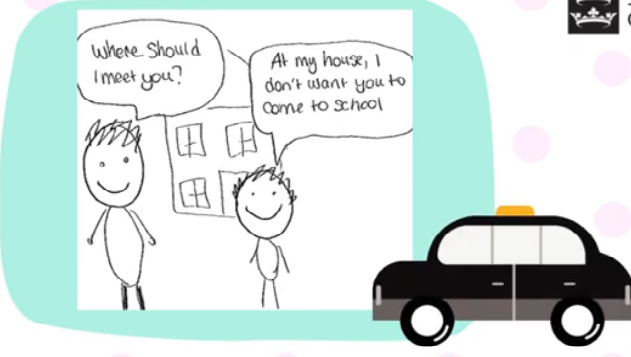 Where Should
I meet you?
At my house, I
don't want you to
come to school